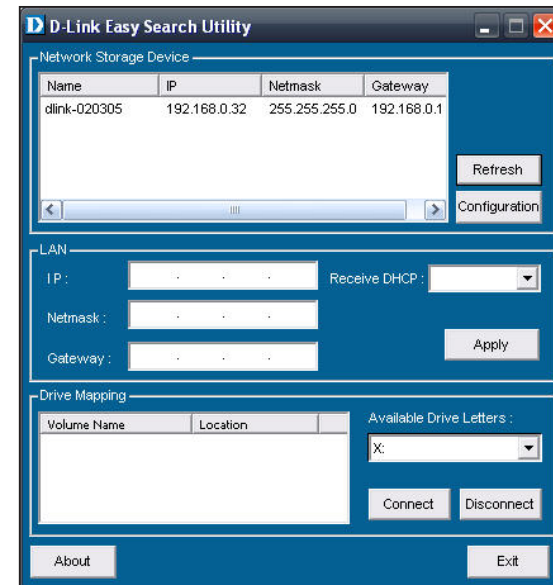 D D-Link Easy Search Utility
Network Storage Device
Name IP Netmask Gateway
dlink-020305 192.168.0.32 255.255.255.0 192.168.0.1
Refresh
Configuration
LAN
IP : . . . Receive DHCP :
Netmask : . . .
Gateway : . . .
Apply
Drive Mapping
Volume Name Location
Available Drive Letters :
X:
Connect Disconnect
About Exit